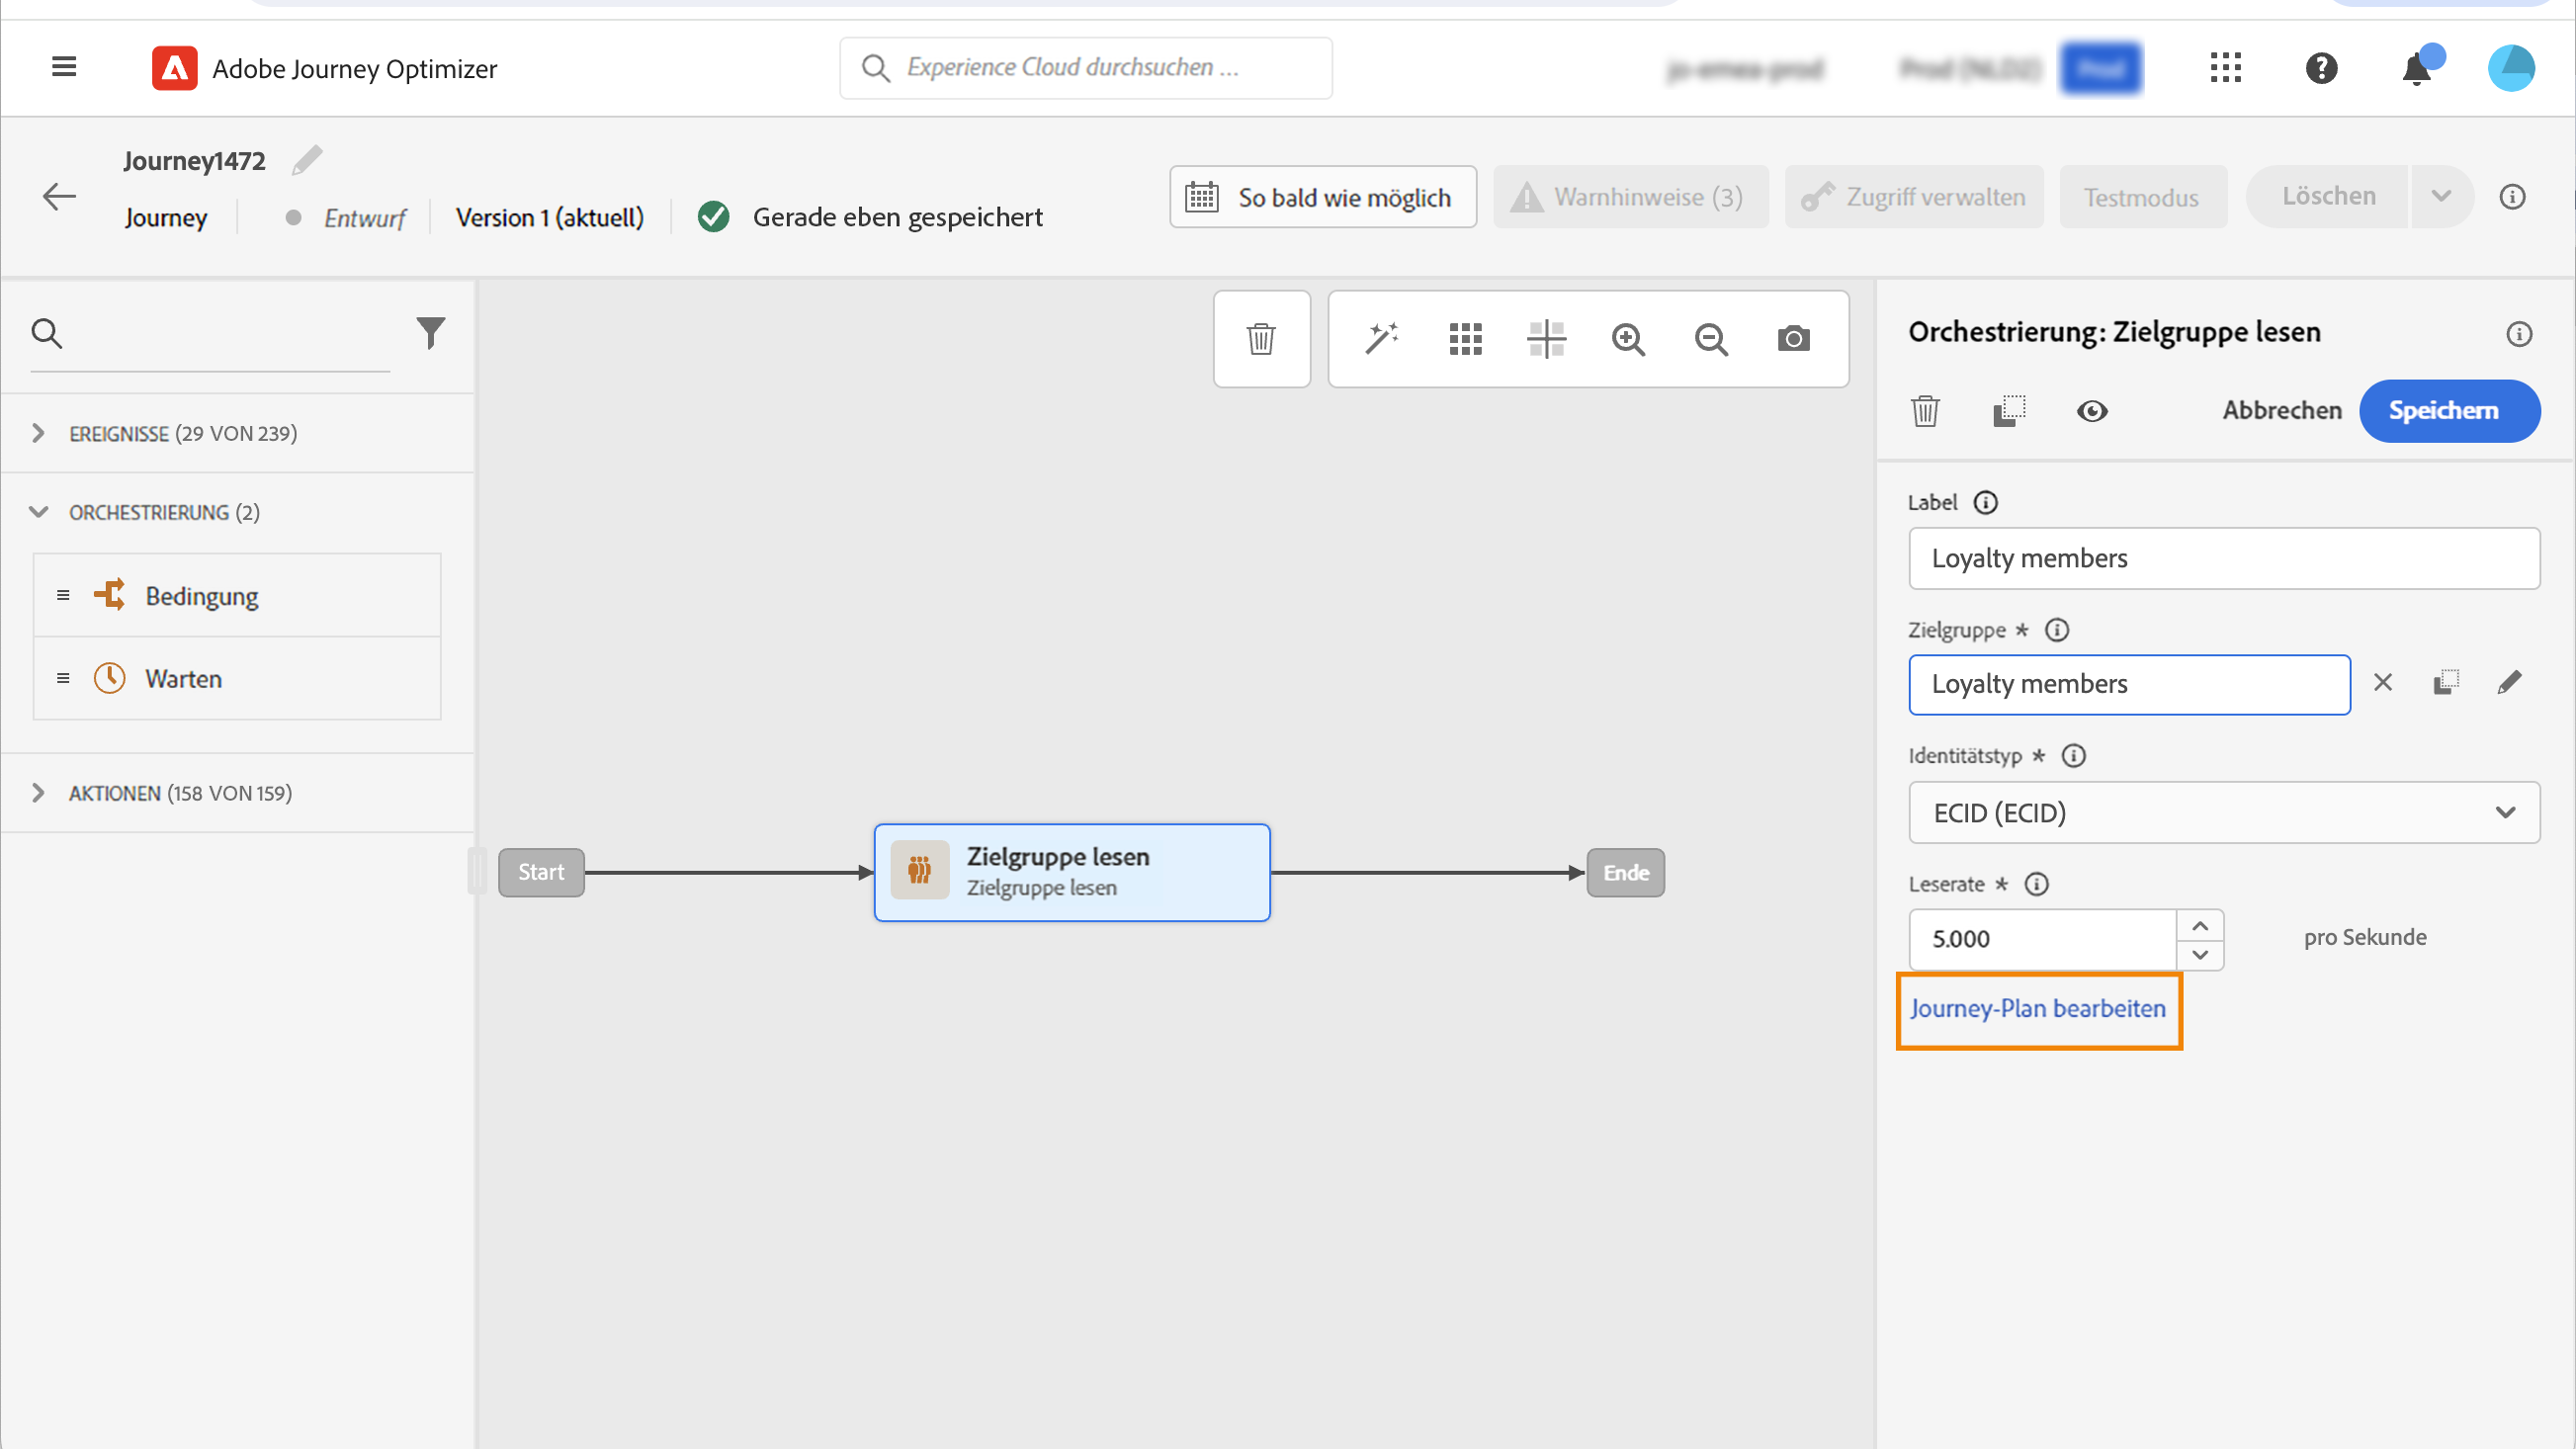 Adobe Journey Optimizer
Experience Cloud durchsuchen ...
Journey1472
Journey
Entwurf
Version 1 (aktuell)
Gerade eben gespeichert
So bald wie möglich
Warnhinweise (3)
Zugriff verwalten
Testmodus
Löschen
EREIGNISSE (29 VON 239)
ORCHESTRIERUNG (2)
Bedingung
Warten
AKTIONEN (158 VON 159)
Start
Zielgruppe lesen
Zielgruppe lesen
Ende
Orchestrierung: Zielgruppe lesen
Abbrechen
Speichern
Label
Loyalty members
Zielgruppe *
Loyalty members
Identitätstyp *
ECID (ECID)
Leserate *
5.000
pro Sekunde
Journey-Plan bearbeiten